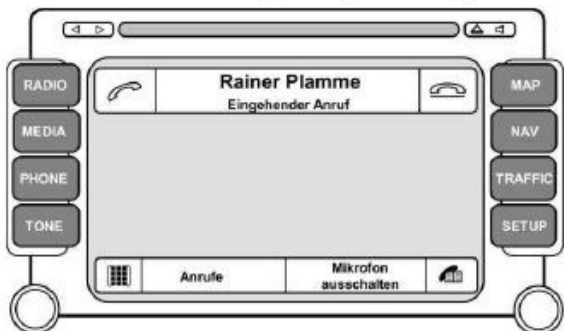 RADIO
MEDIA
PHONE
TONE
Rainer Plamme
Eingehender Anruf
Anrufe
Mikrofon
ausschalten
MAP
NAV
TRAFFIC
SETUP